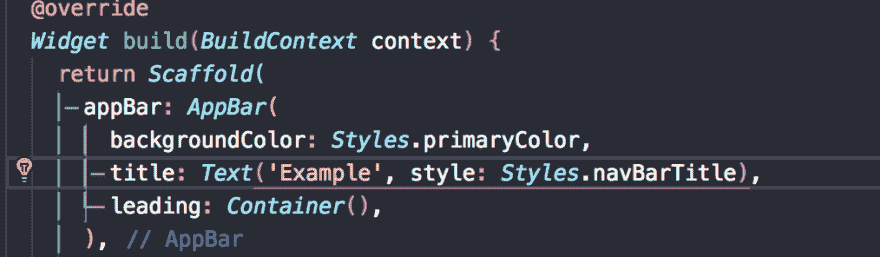 @override
Widget build(BuildContext context) {
return Scaffold(
appBar: AppBar(
backgroundColor: Styles.primaryColor,
title: Text('Example', style: Styles.navBarTitle),
leading: Container(),
), // AppBar